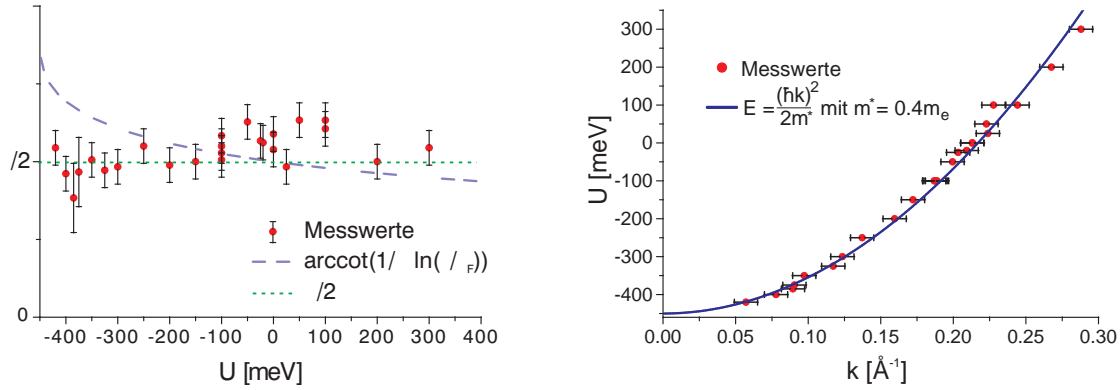 /2
0
-400 -300 -200 -100 0 100 200 300 400
U [meV]
Messwerte
arccot(1/ ln( / F))
/2
300
200
100
0
-100
-200
-300
-400
U [meV]
0.00 0.05 0.10 0.15 0.20 0.25 0.30
k [Å-1]
Messwerte
E = (ħk)2 / 2m* mit m* = 0.4me